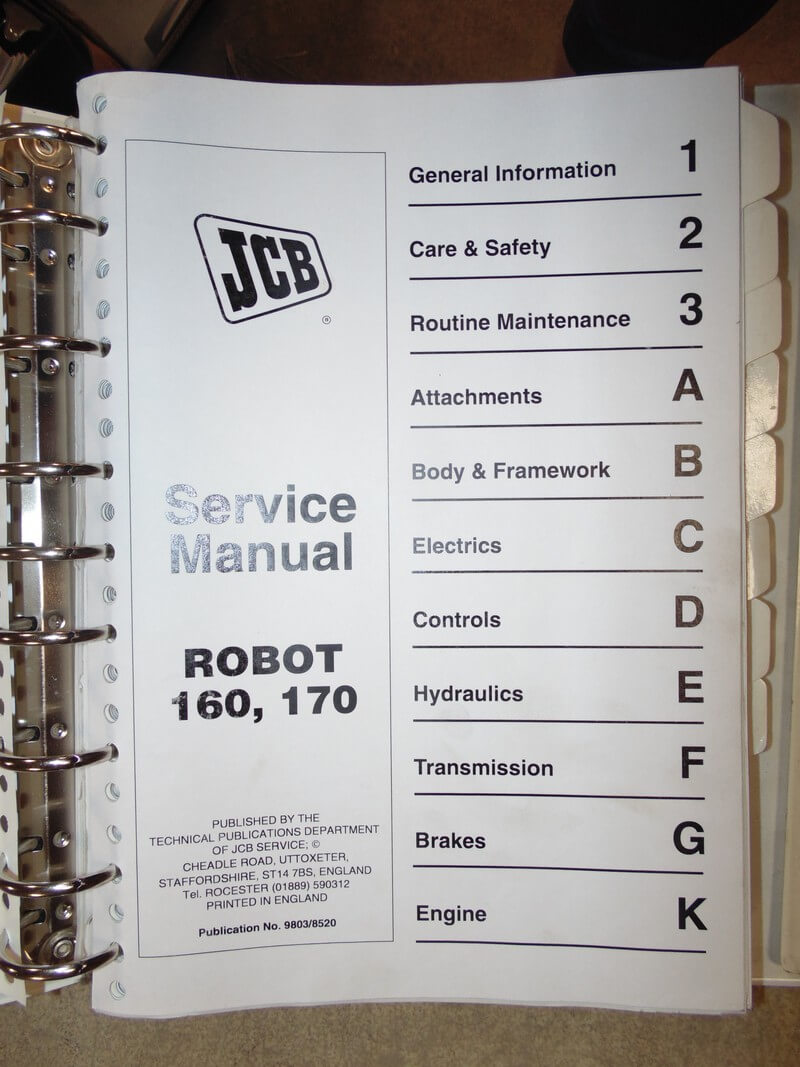 JCB
®
Service
Manual
ROBOT
160, 170
PUBLISHED BY THE
TECHNICAL PUBLICATIONS DEPARTMENT
OF JCB SERVICE; ©
CHEADLE ROAD, UTTOXETER,
STAFFORDSHIRE, ST14 7BS, ENGLAND
Tel. ROCESTER (01889) 590312
PRINTED IN ENGLAND
Publication No. 9803/8520
General Information 1
Care & Safety 2
Routine Maintenance 3
Attachments A
Body & Framework B
Electrics C
Controls D
Hydraulics E
Transmission F
Brakes G
Engine K